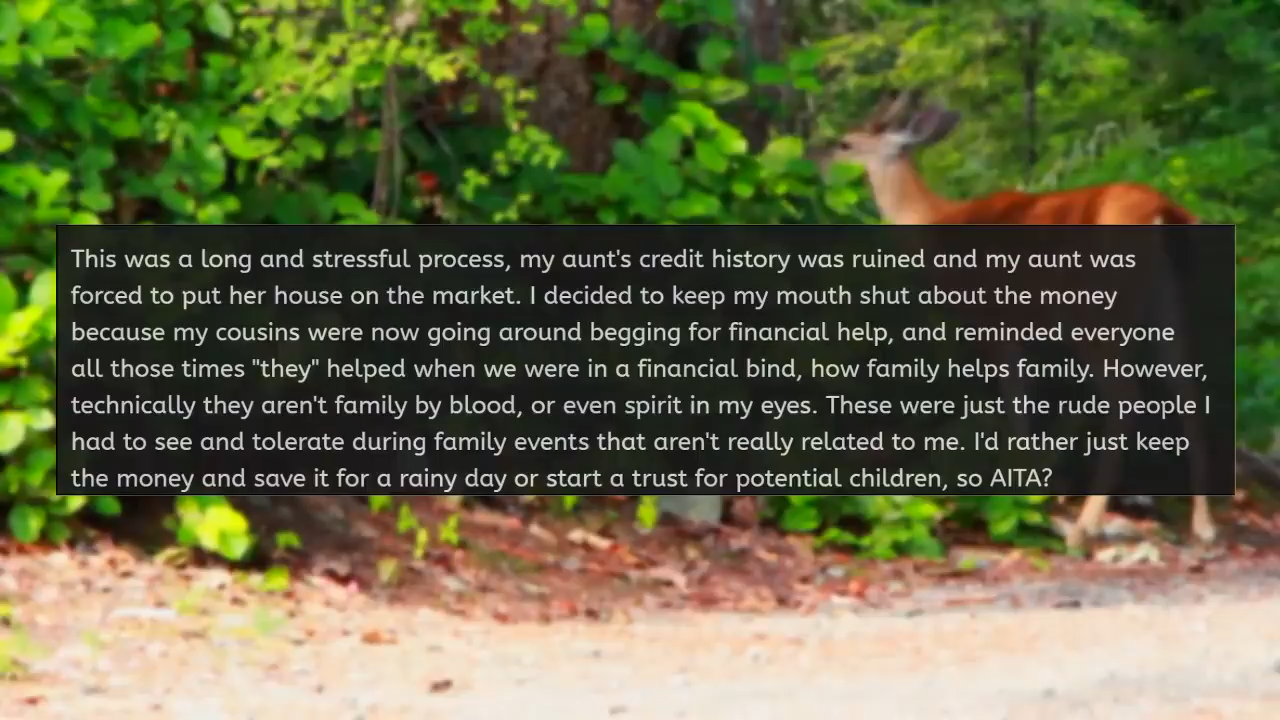 This was a long and stressful process, my aunt's credit history was ruined and my aunt was
forced to put her house on the market. I decided to keep my mouth shut about the money
because my cousins were now going around begging for financial help, and reminded everyone
all those times "they" helped when we were in a financial bind, how family helps family. However,
technically they aren't family by blood, or even spirit in my eyes. These were just the rude people I
had to see and tolerate during family events that aren't really related to me. I'd rather just keep
the money and save it for a rainy day or start a trust for potential children, so AITA?